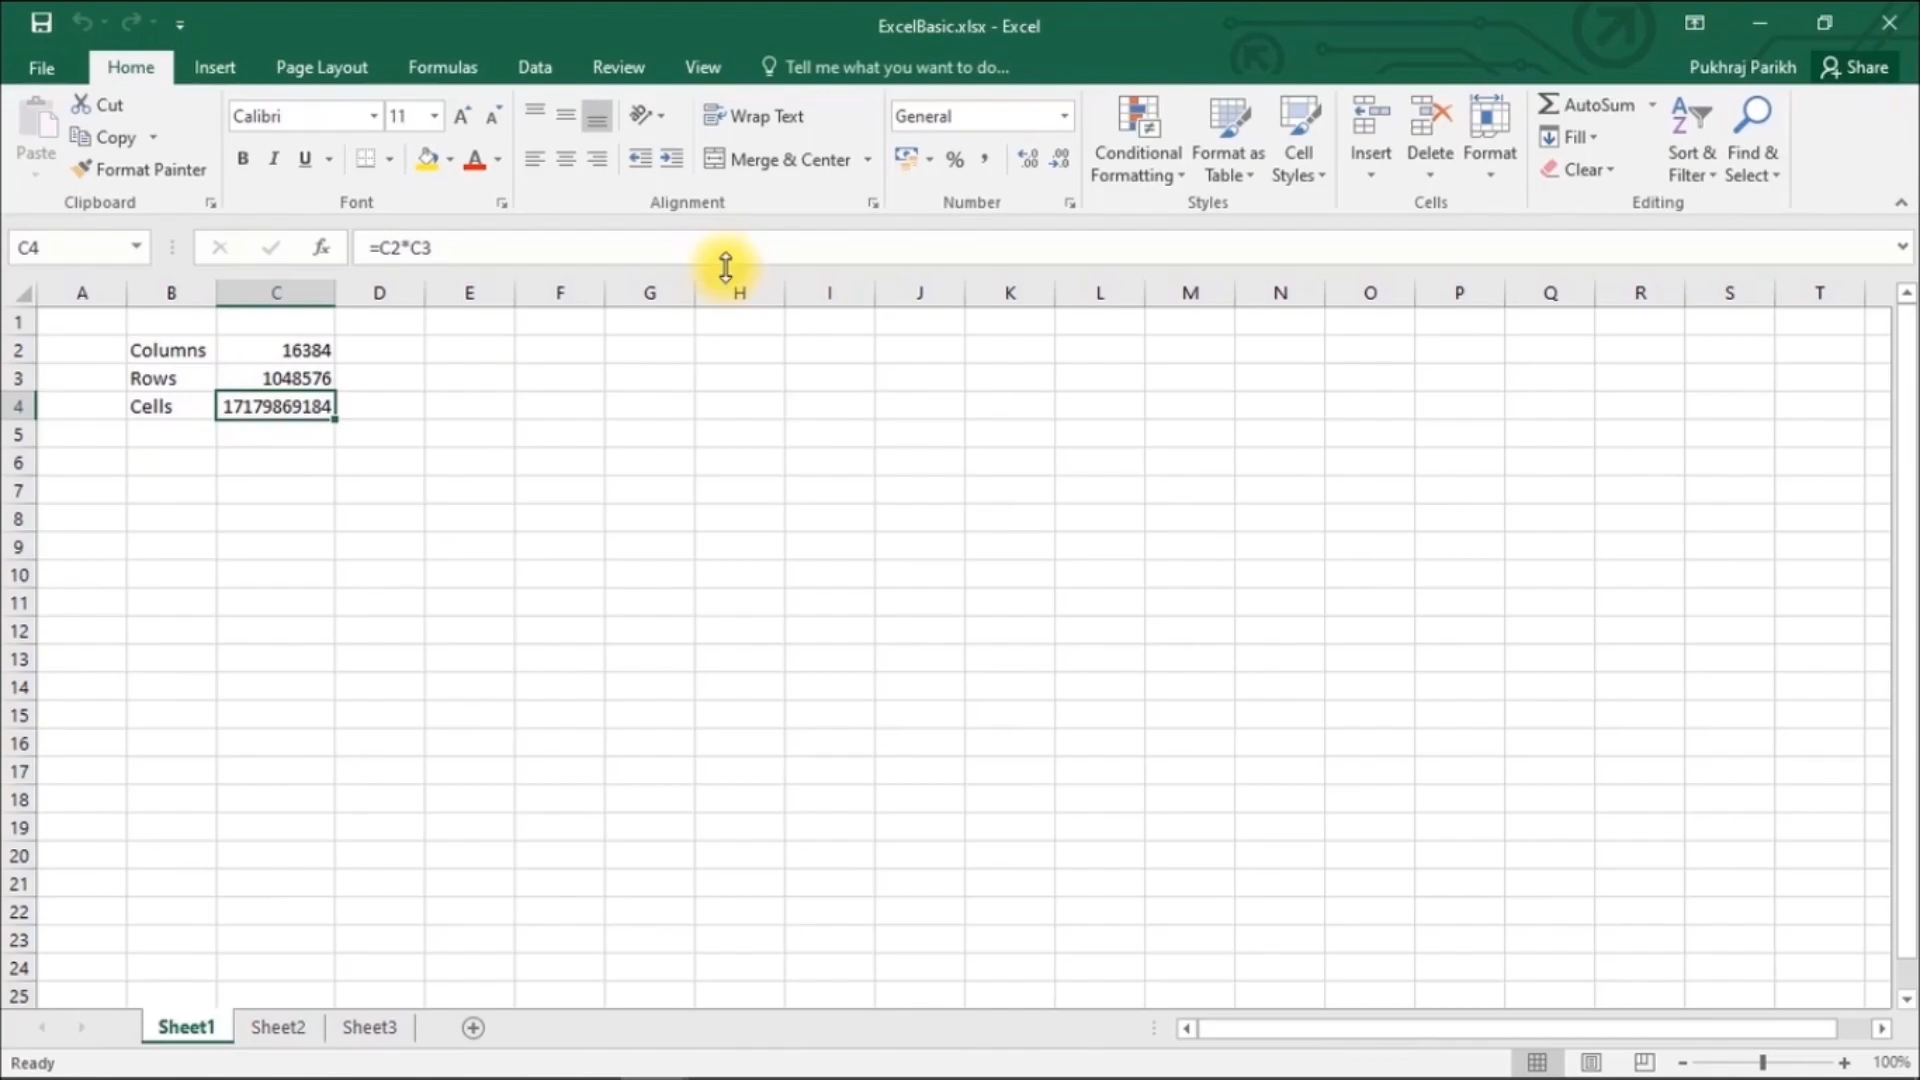 ExcelBasic.xlsx - Excel
File Home Insert Page Layout Formulas Data Review View Tell me what you want to do... Pukhraj Parikh Share
Paste
Cut
Copy
Format Painter
Clipboard
Calibri 11
B I U
Font
Wrap Text
Merge & Center
Alignment
General
%
Number
Conditional Formatting
Format as Table
Cell Styles
Styles
Insert Delete Format
Cells
AutoSum
Fill
Clear
Sort & Filter
Find & Select
Editing
C4 fx =C2*C3
A B C D E F G H I J K L M N O P Q R S T
1
2 Columns 16384
3 Rows 1048576
4 Cells 17179869184
5
6
7
8
9
10
11
12
13
14
15
16
17
18
19
20
21
22
23
24
25
Sheet1 Sheet2 Sheet3
Ready 100%